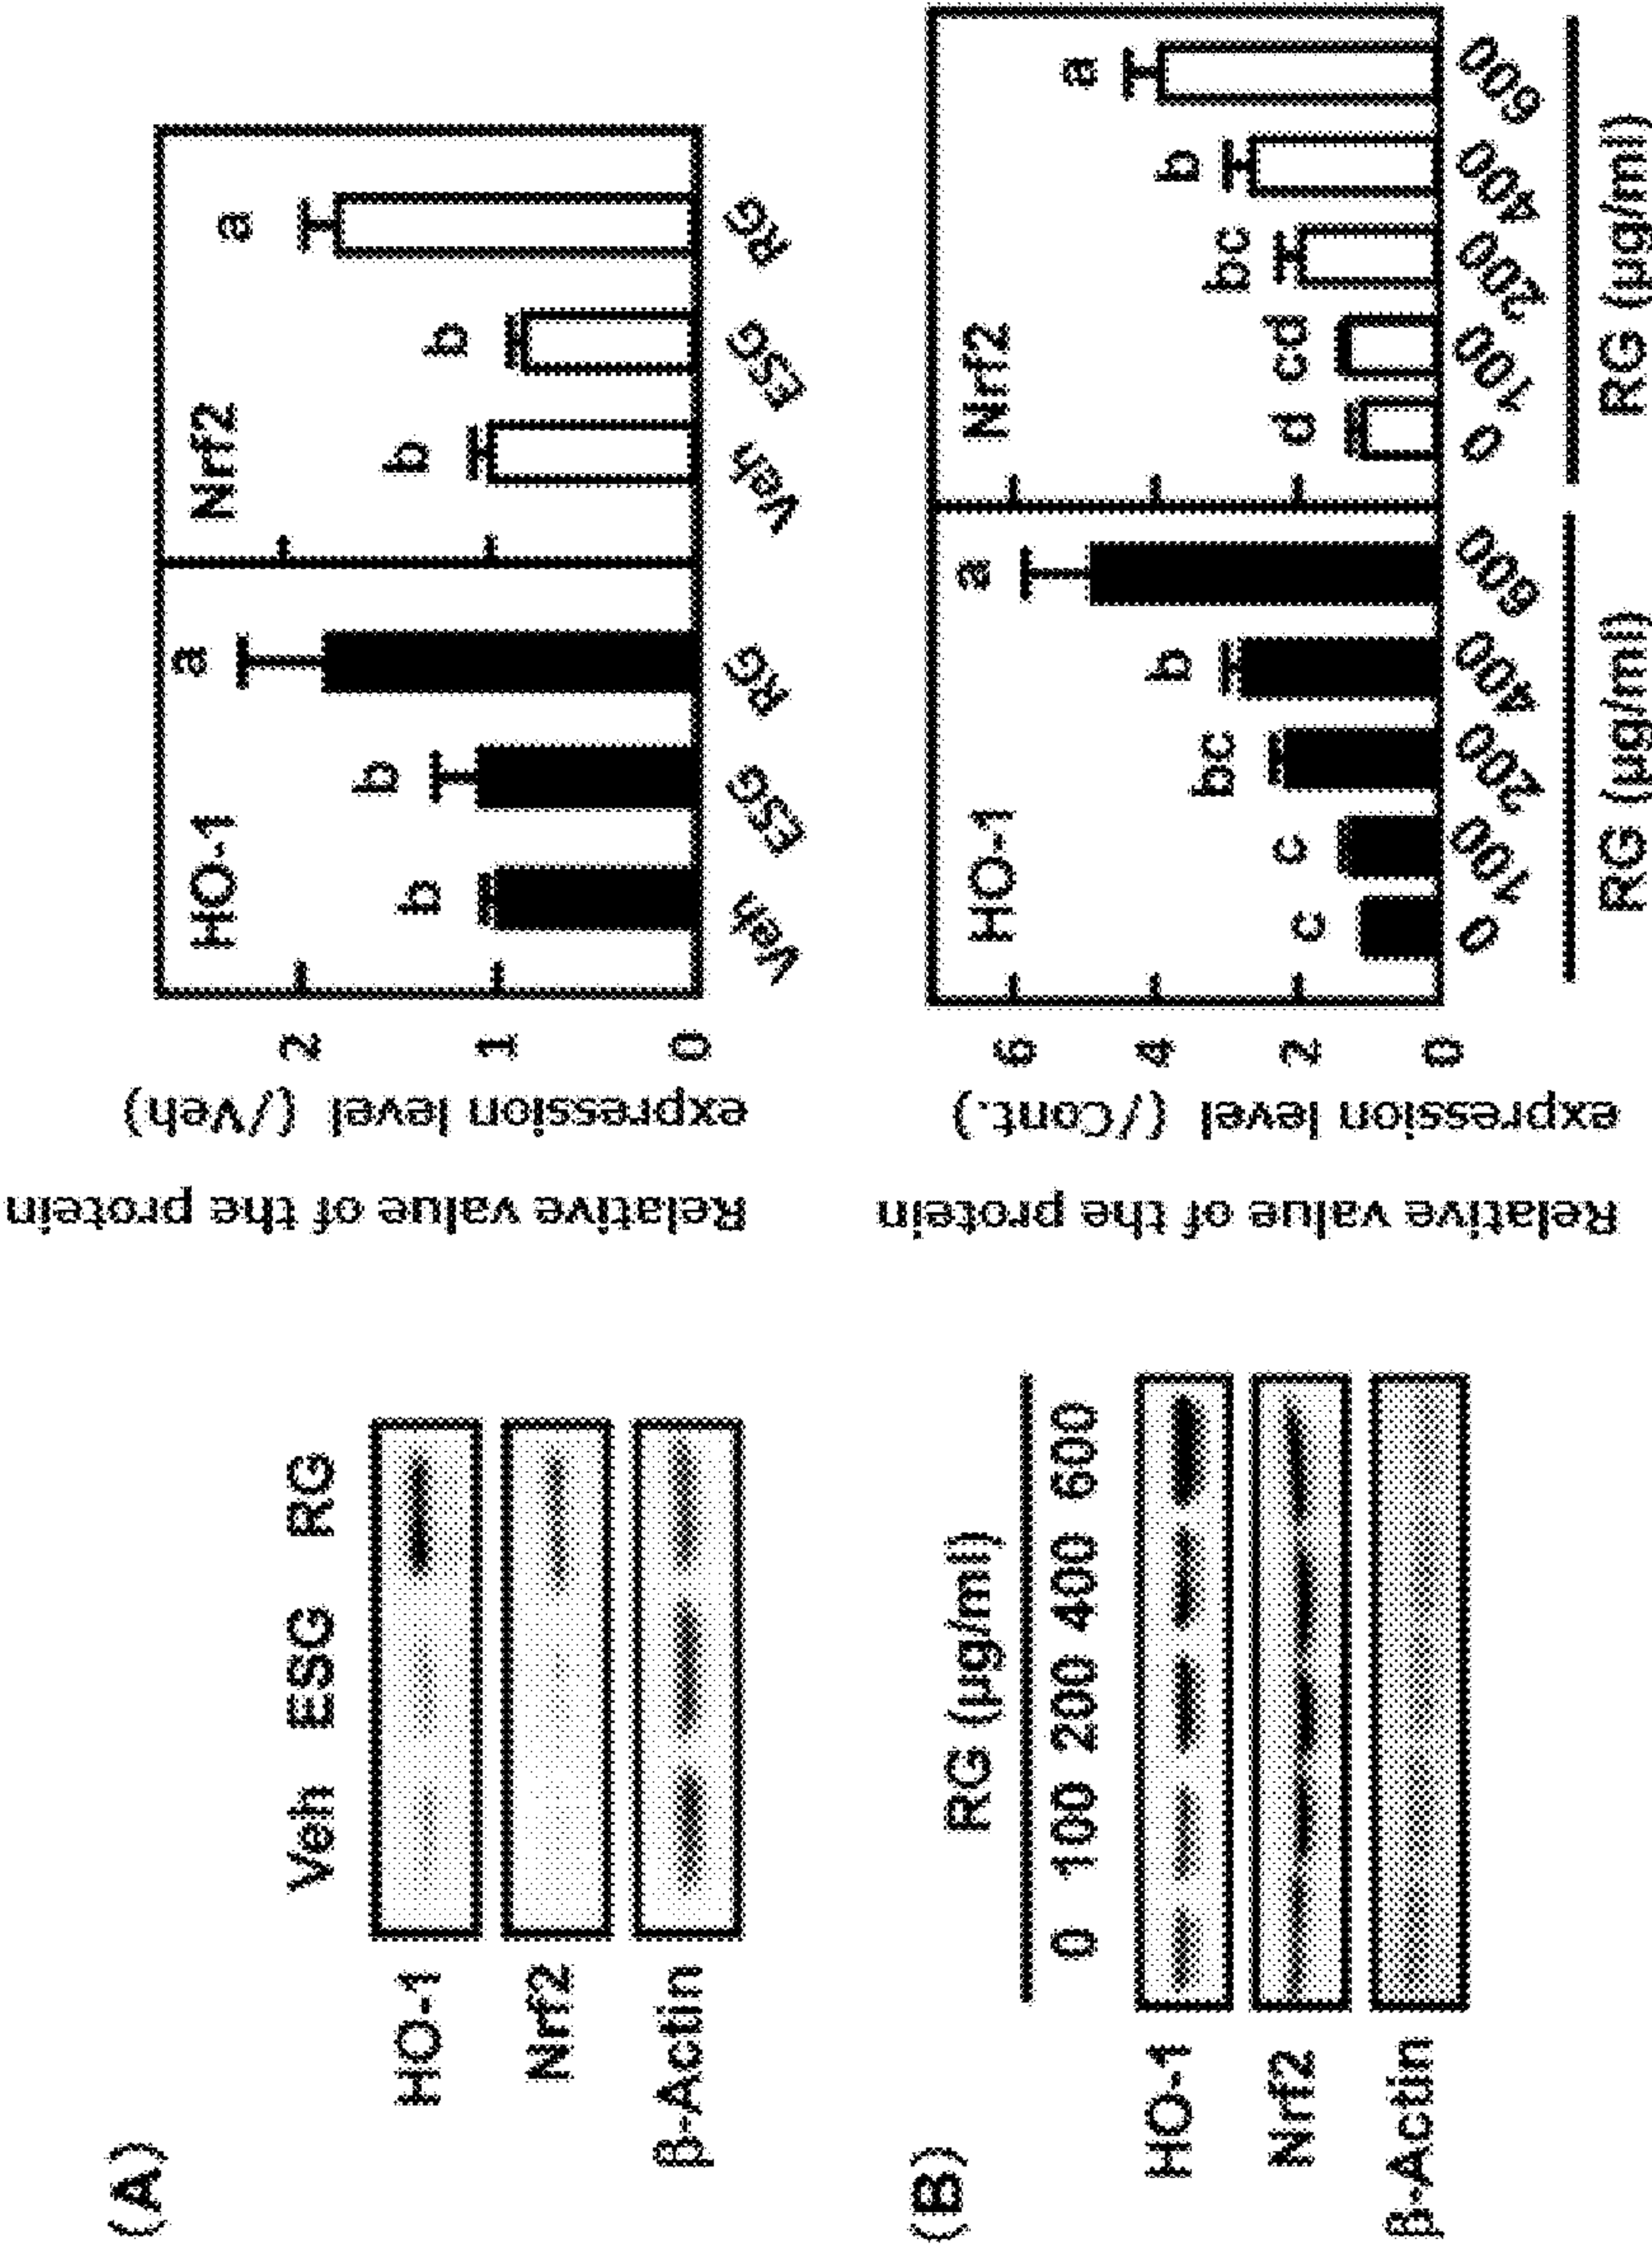 (A)
Veh ESG RG
HO-1
Nrf2
β-Actin
Relative value of the protein
expression level (/Veh)
2
1
0
HO-1
b
b
a
Veh
ESG
RG
Nrf2
b
b
a
Veh
ESG
RG
(B)
RG (μg/ml)
0 100 200 400 600
HO-1
Nrf2
β-Actin
Relative value of the protein
expression level (/Cont.)
6
4
2
0
HO-1
c
c
bc
b
a
0
100
200
400
600
RG (μg/ml)
Nrf2
d
cd
bc
b
a
0
100
200
400
600
RG (μg/ml)